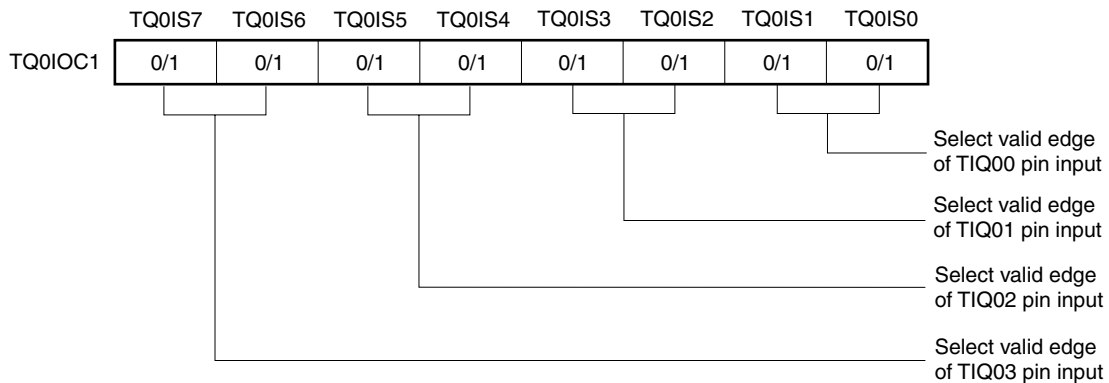 TQ0IS7 TQ0IS6 TQ0IS5 TQ0IS4 TQ0IS3 TQ0IS2 TQ0IS1 TQ0IS0
TQ0IOC1 0/1 0/1 0/1 0/1 0/1 0/1 0/1 0/1
Select valid edge
of TIQ00 pin input
Select valid edge
of TIQ01 pin input
Select valid edge
of TIQ02 pin input
Select valid edge
of TIQ03 pin input